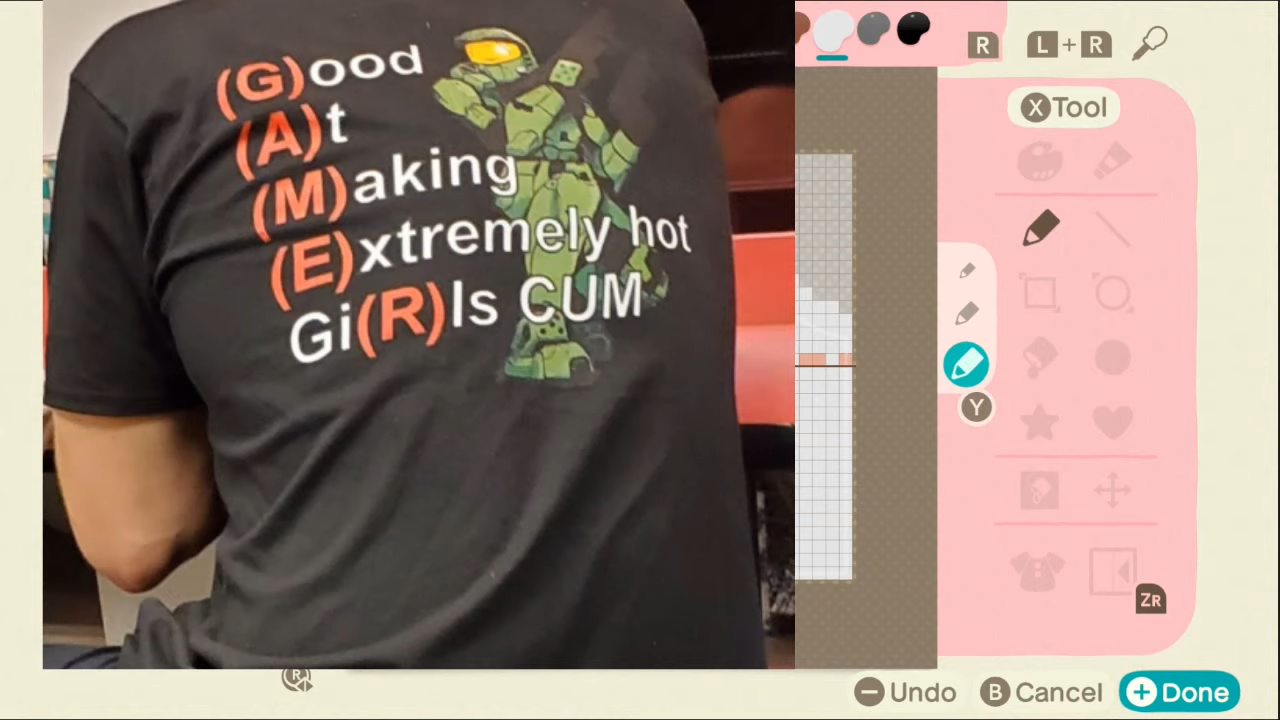 (G)ood
(A)t
(M)aking
(E)xtremely hot
Gi(R)ls CUM
R
L + R
X Tool
Y
ZR
R
- Undo
B Cancel
+ Done